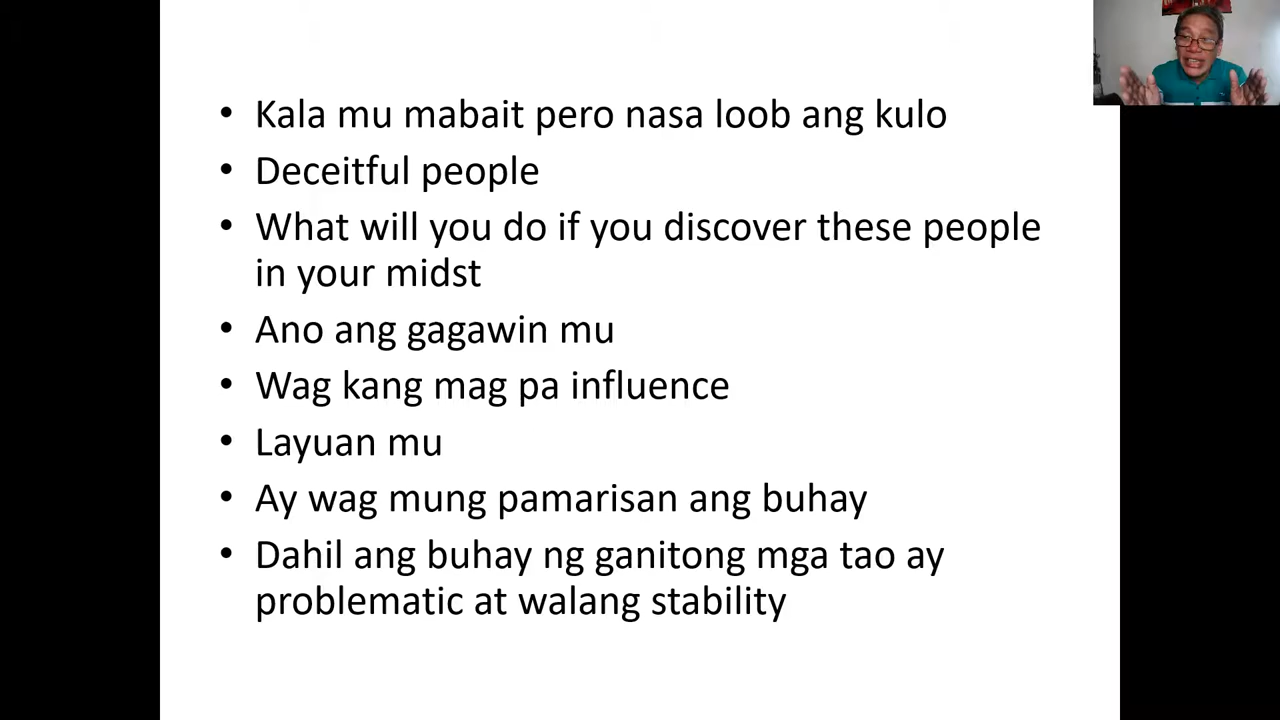 • Kala mu mabait pero nasa loob ang kulo
• Deceitful people
• What will you do if you discover these people
in your midst
• Ano ang gagawin mu
• Wag kang mag pa influence
• Layuan mu
• Ay wag mung pamarisan ang buhay
• Dahil ang buhay ng ganitong mga tao ay
problematic at walang stability